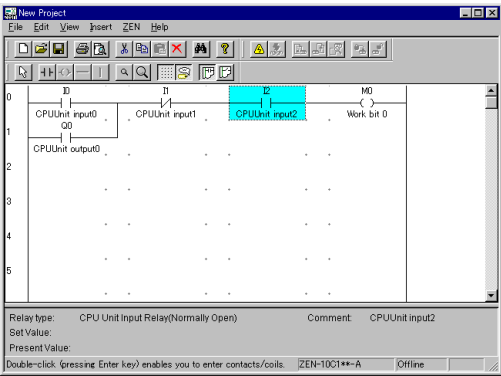 New Project
File Edit View Insert ZEN Help
0
I0 I1 I2 M0
CPUUnit input0 CPUUnit input1 CPUUnit input2 Work bit 0
Q0
1
CPUUnit output0
2
3
4
5
Relay type: CPU Unit Input Relay(Normally Open) Comment: CPUUnit input2
Set Value:
Present Value:
Double-click (pressing Enter key) enables you to enter contacts/coils. ZEN-10C1**-A Offline